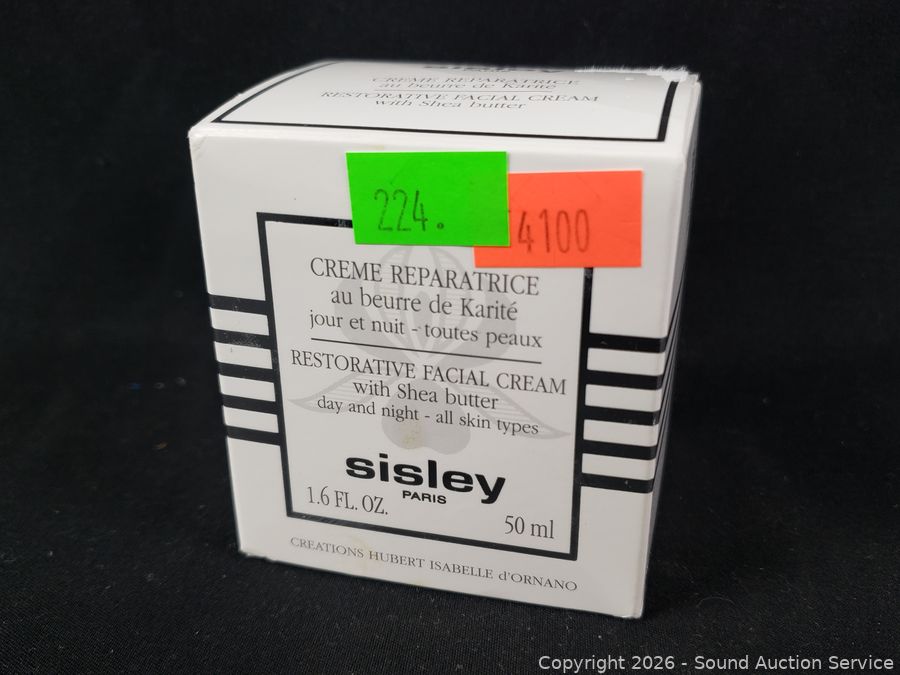 sisley
CREME REPARATRICE
au beurre de Karité
RESTORATIVE FACIAL CREAM
with Shea butter
224.
4100
CREME REPARATRICE
au beurre de Karité
jour et nuit - toutes peaux
RESTORATIVE FACIAL CREAM
with Shea butter
day and night - all skin types
sisley
PARIS
1.6 FL. OZ.
50 ml
CREATIONS HUBERT ISABELLE d'ORNANO
Copyright © 2026 - Sound Auction Service